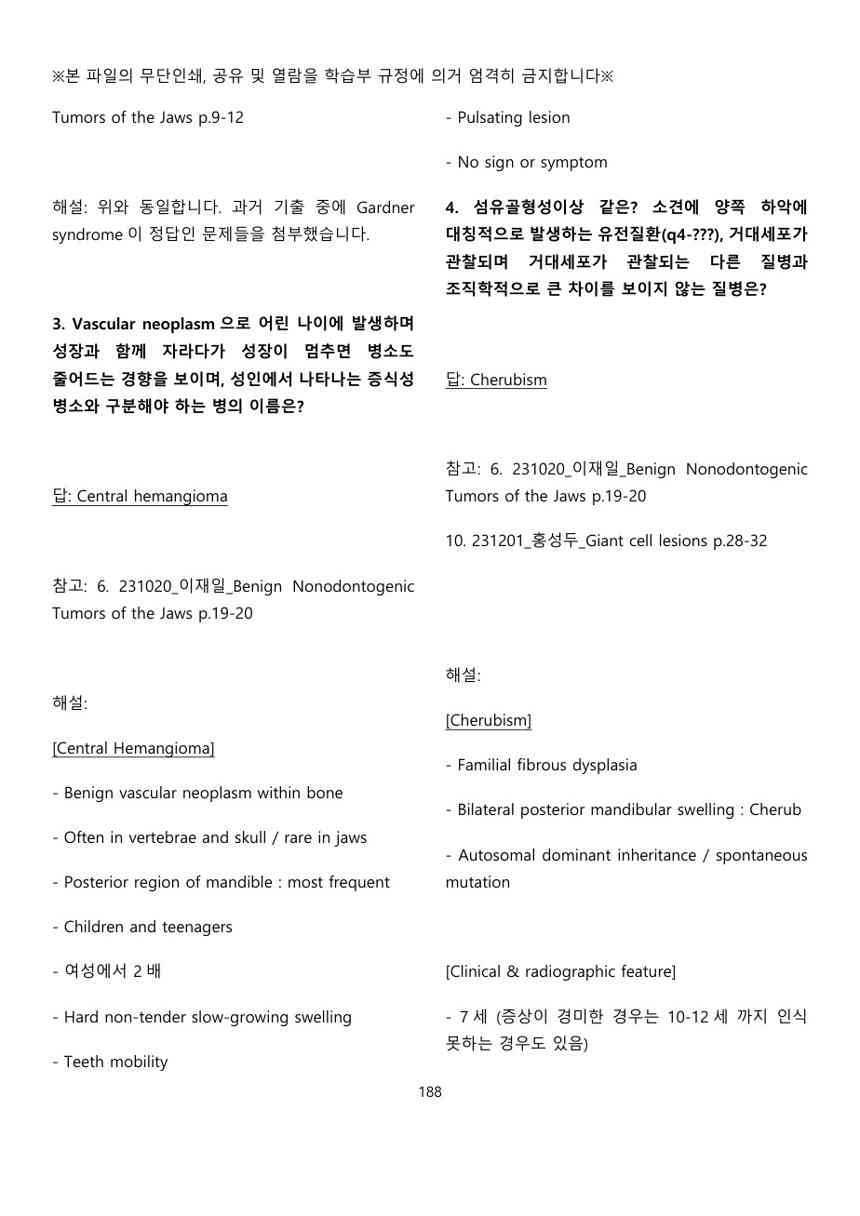 ※본 파일의 무단인쇄, 공유 및 열람을 학습부 규정에 의거 엄격히 금지합니다※
Tumors of the Jaws p.9-12
해설: 위와 동일합니다. 과거 기출 중에 Gardner
syndrome 이 정답인 문제들을 첨부했습니다.
3. Vascular neoplasm 으로 어린 나이에 발생하며
성장과 함께 자라다가 성장이 멈추면 병소도
줄어드는 경향을 보이며, 성인에서 나타나는 증식성
병소와 구분해야 하는 병의 이름은?
답: Central hemangioma
참고: 6. 231020_이재일_Benign Nonodontogenic
Tumors of the Jaws p.19-20
해설:
[Central Hemangioma]
- Benign vascular neoplasm within bone
- Often in vertebrae and skull / rare in jaws
- Posterior region of mandible : most frequent
- Children and teenagers
- 여성에서 2 배
- Hard non-tender slow-growing swelling
- Teeth mobility
- Pulsating lesion
- No sign or symptom
4. 섬유골형성이상 같은? 소견에 양쪽 하악에
대칭적으로 발생하는 유전질환(q4-???), 거대세포가
관찰되며 거대세포가 관찰되는 다른 질병과
조직학적으로 큰 차이를 보이지 않는 질병은?
답: Cherubism
참고: 6. 231020_이재일_Benign Nonodontogenic
Tumors of the Jaws p.19-20
10. 231201_홍성두_Giant cell lesions p.28-32
해설:
[Cherubism]
- Familial fibrous dysplasia
- Bilateral posterior mandibular swelling : Cherub
- Autosomal dominant inheritance / spontaneous
mutation
[Clinical & radiographic feature]
- 7 세 (증상이 경미한 경우는 10-12 세 까지 인식
못하는 경우도 있음)
188